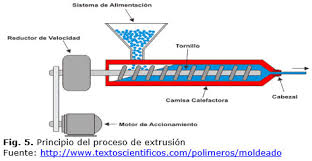 Sistema de Alimentación
Reductor de Velocidad
Tornillo
Camisa Calefactora
Cabezal
Motor de Accionamiento
Fig. 5. Principio del proceso de extrusión
Fuente: http://www.textoscientificos.com/polimeros/moldeado